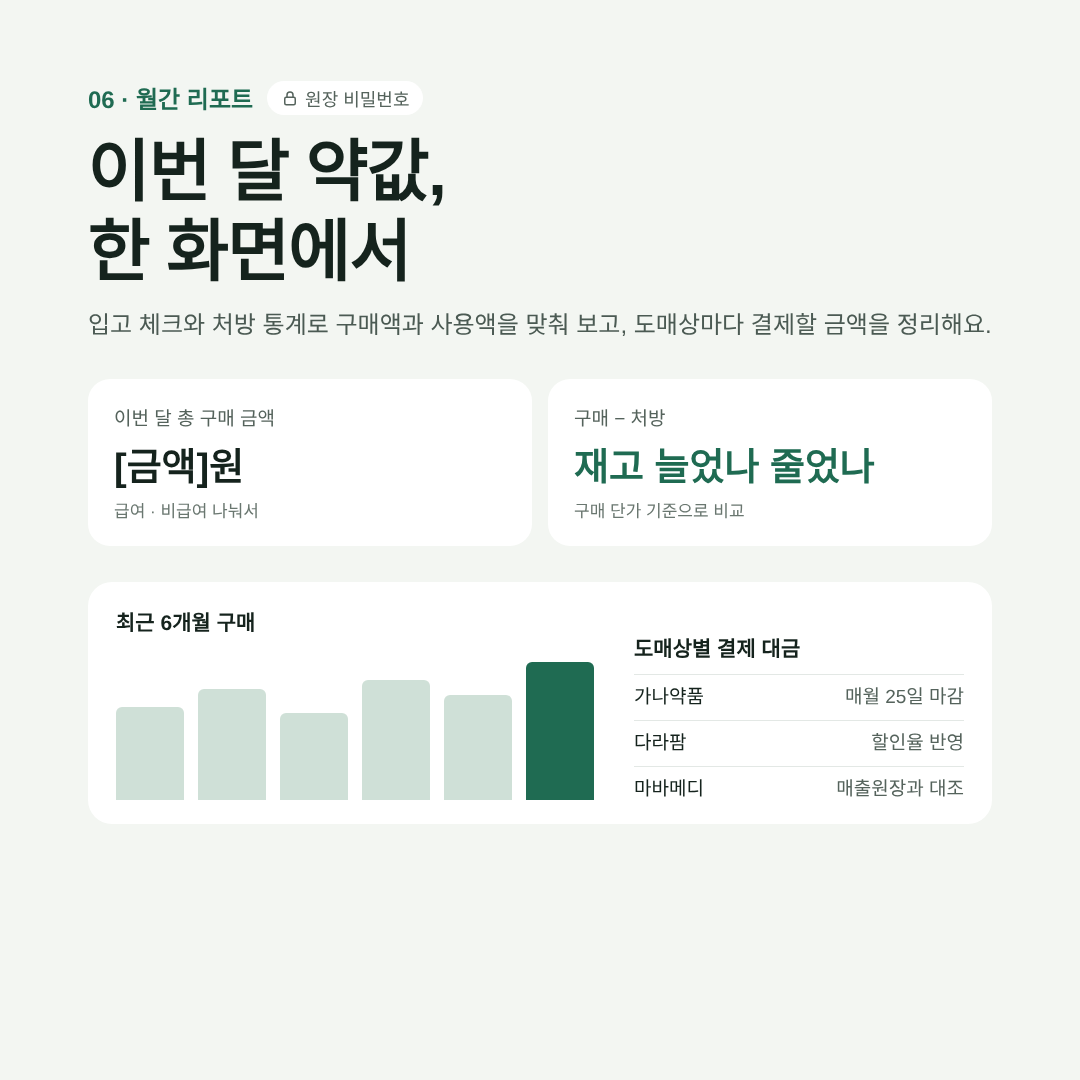 06 · 월간 리포트
원장 비밀번호
이번 달 약값,
한 화면에서
입고 체크와 처방 통계로 구매액과 사용액을 맞춰 보고, 도매상마다 결제할 금액을 정리해요.
이번 달 총 구매 금액
[금액]원
급여 · 비급여 나눠서
구매 − 처방
재고 늘었나 줄었나
구매 단가 기준으로 비교
최근 6개월 구매
도매상별 결제 대금
가나약품 매월 25일 마감
다라팜 할인율 반영
마바메디 매출원장과 대조